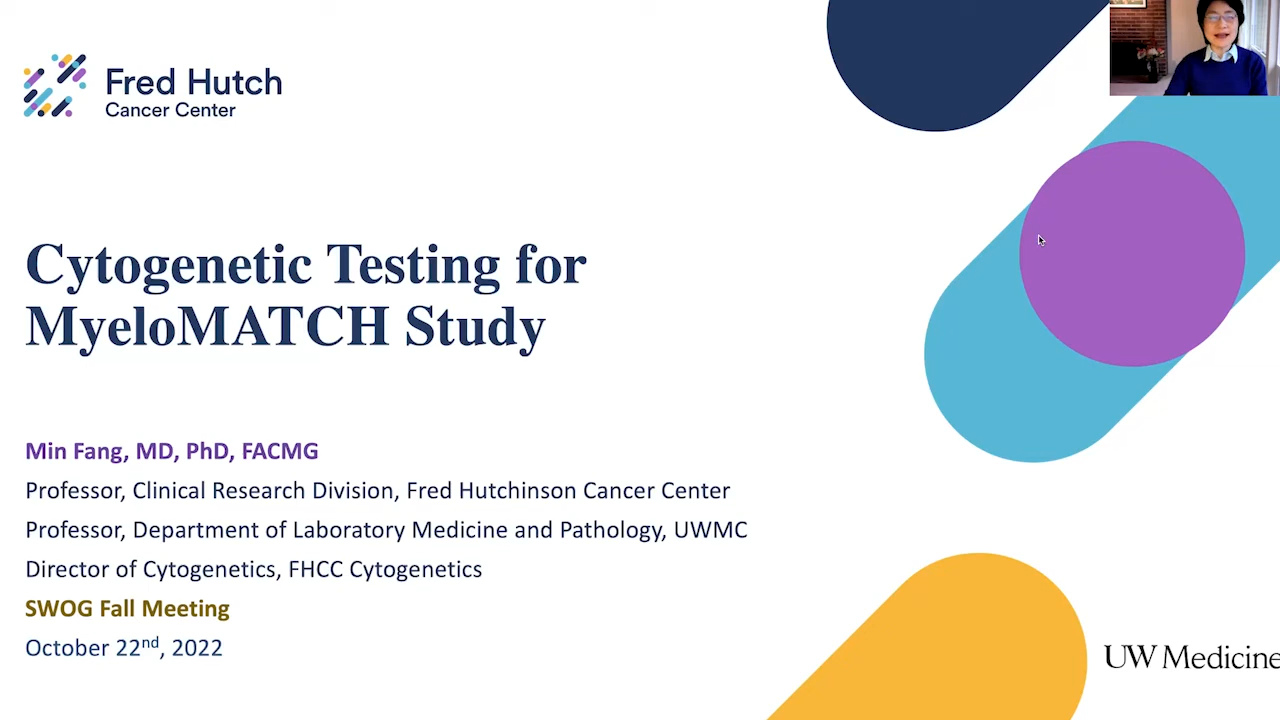 Fred Hutch
Cancer Center
Cytogenetic Testing for
MyeloMATCH Study
Min Fang, MD, PhD, FACMG
Professor, Clinical Research Division, Fred Hutchinson Cancer Center
Professor, Department of Laboratory Medicine and Pathology, UWMC
Director of Cytogenetics, FHCC Cytogenetics
SWOG Fall Meeting
October 22nd, 2022
UW Medicine